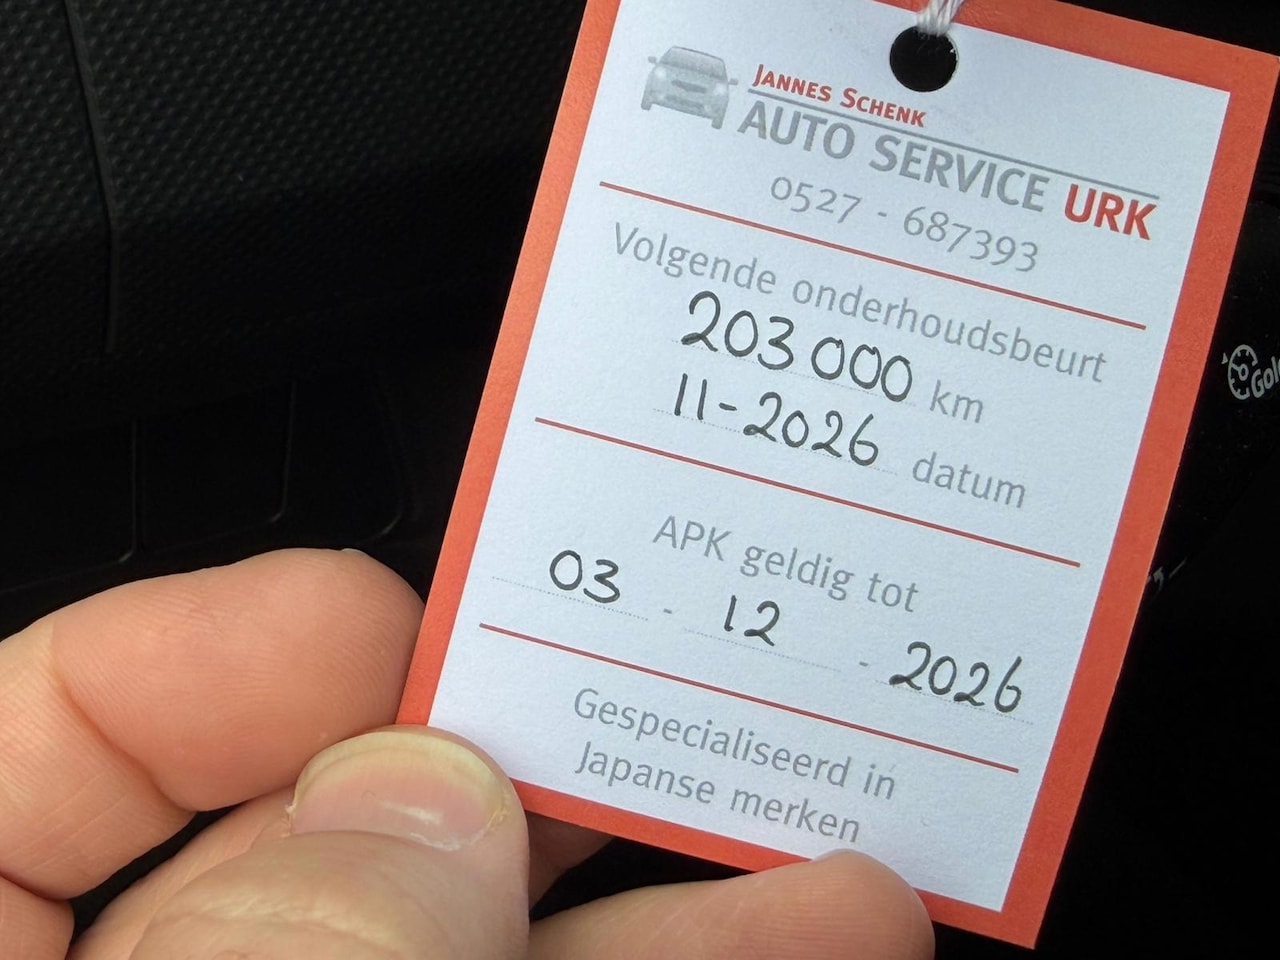 JANNES SCHENK
AUTO SERVICE URK
0527 - 687393
Volgende onderhoudsbeurt
203 000 km
11-2026 datum
APK geldig tot
03 - 12 - 2026
Gespecialiseerd in
Japanse merken